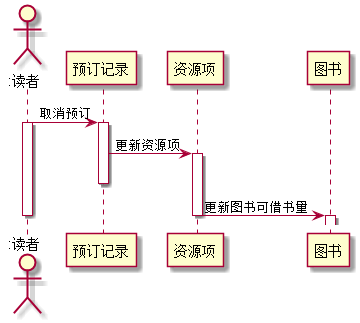 :读者
预订记录
资源项
图书
取消预订
更新资源项
更新图书可借书量
:读者
预订记录
资源项
图书